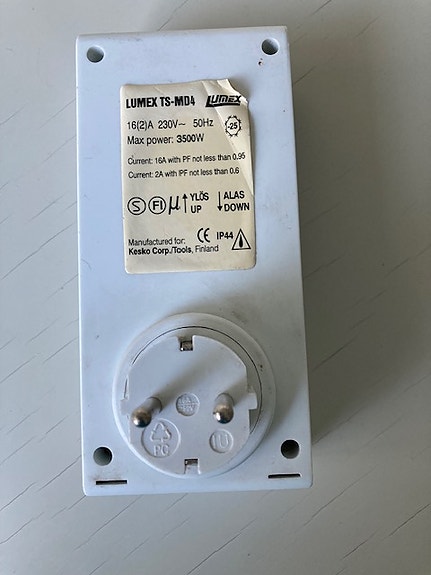 LUMEX TS-MD4 LUMEX
16(2)A 230V~ 50Hz -25
Max power: 3500W
Current: 16A with PF not less than 0.95
Current: 2A with PF not less than 0.6
S FI µ ↑ YLÖS UP ↓ ALAS DOWN
Manufactured for: CE IP44
Kesko Corp./Tools, Finland
PC